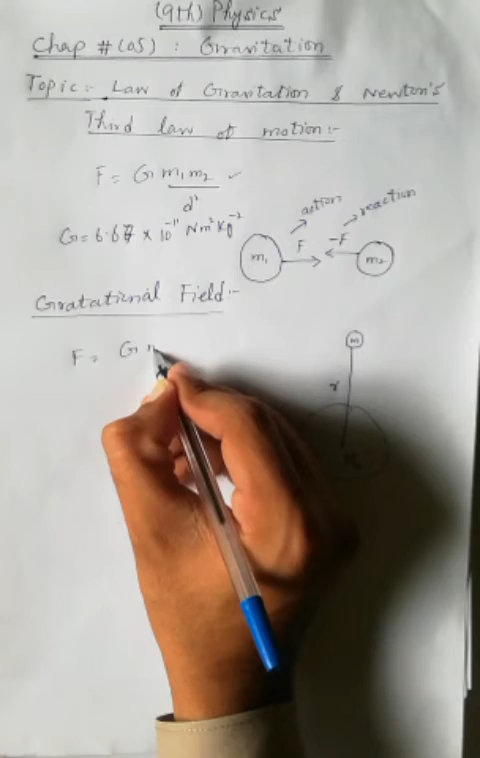 (9th) Physics
Chap # (05) : Gravitation
Topic:- Law of Gravitation & Newton's
Third law of motion:-
F = G m₁m₂ / d²
G = 6.67 × 10⁻¹¹ Nm²Kg⁻²
action
reaction
F
-F
m₁
m₂
Gratational Field:-
F = G
m
r